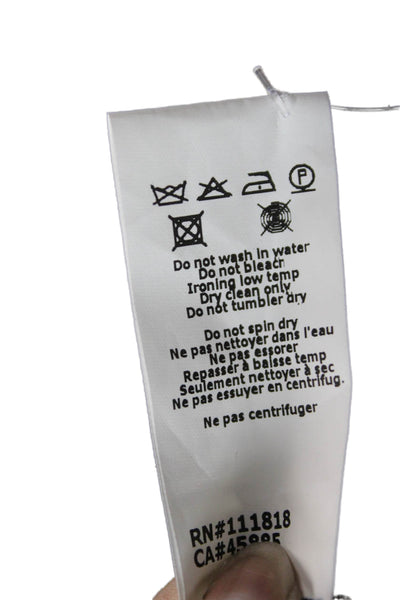 P
Do not wash in water
Do not bleach
Ironing low temp
Dry clean only
Do not tumbler dry
Do not spin dry
Ne pas nettoyer dans l'eau
Ne pas essorer
Repasser à baisse temp
Seulement nettoyer à sec
Ne pas essuyer en centrifug.
Ne pas centrifuger
RN#111818